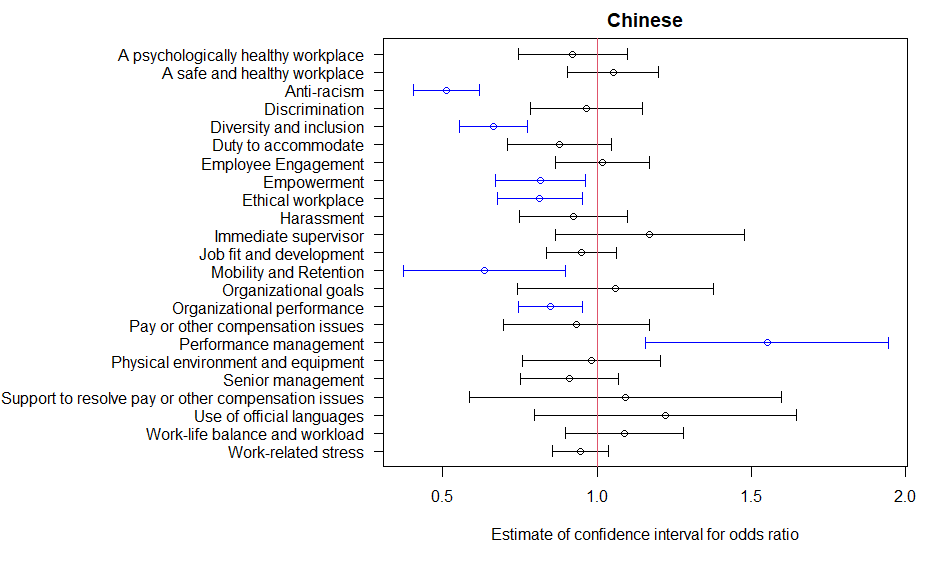 Chinese
A psychologically healthy workplace
A safe and healthy workplace
Anti-racism
Discrimination
Diversity and inclusion
Duty to accommodate
Employee Engagement
Empowerment
Ethical workplace
Harassment
Immediate supervisor
Job fit and development
Mobility and Retention
Organizational goals
Organizational performance
Pay or other compensation issues
Performance management
Physical environment and equipment
Senior management
Support to resolve pay or other compensation issues
Use of official languages
Work-life balance and workload
Work-related stress
0.5 1.0 1.5 2.0
Estimate of confidence interval for odds ratio